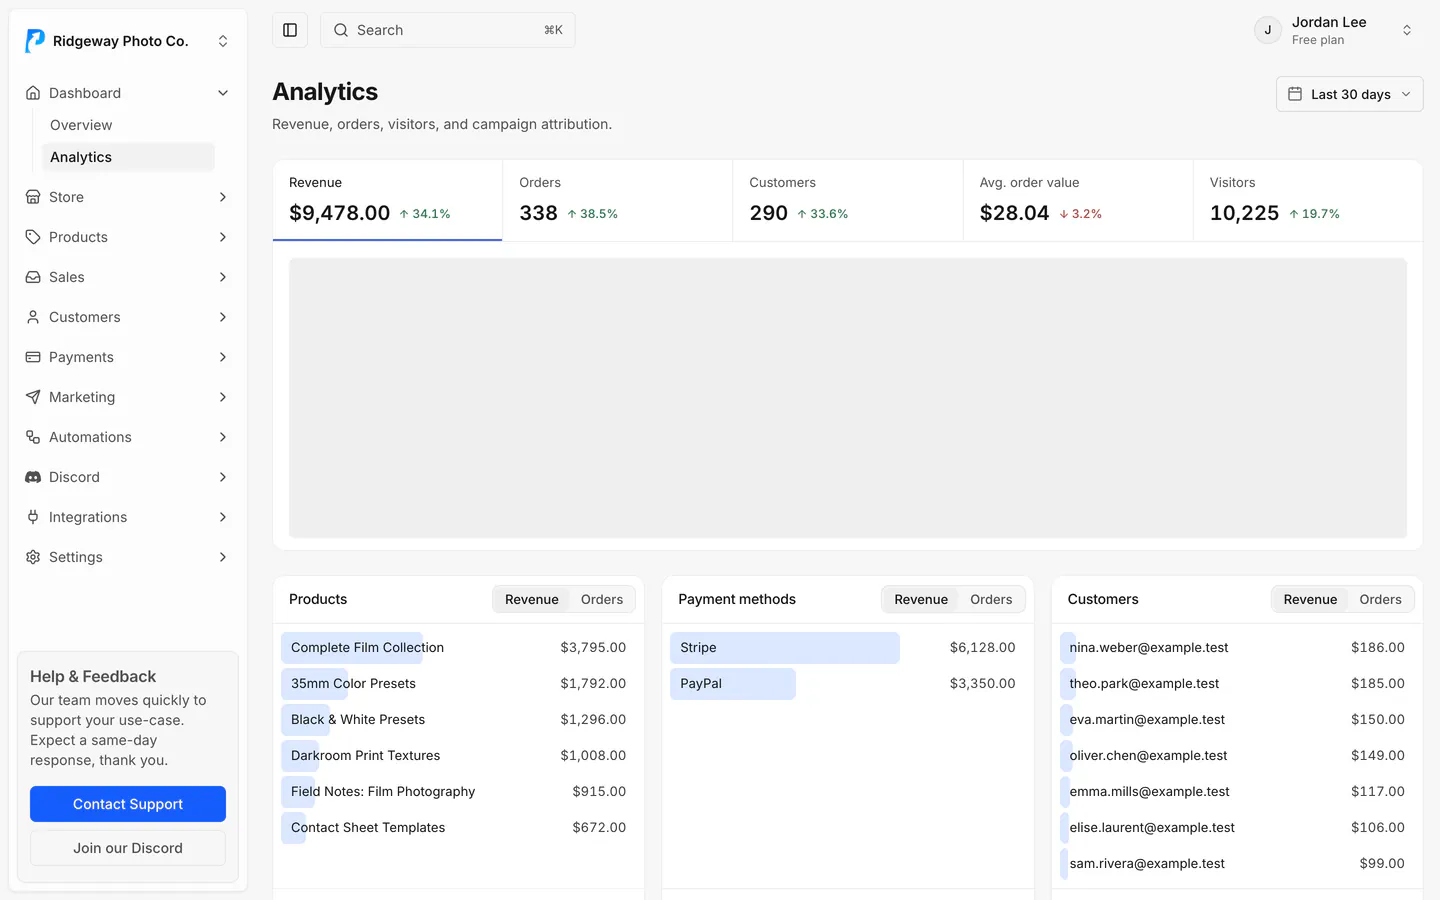 Ridgeway Photo Co.
Dashboard
Overview
Analytics
Store
Products
Sales
Customers
Payments
Marketing
Automations
Discord
Integrations
Settings
Help & Feedback
Our team moves quickly to
support your use-case.
Expect a same-day
response, thank you.
Contact Support
Join our Discord
Search ⌘K
J
Jordan Lee
Free plan
Analytics
Revenue, orders, visitors, and campaign attribution.
Last 30 days
Revenue
$9,478.00 ↑ 34.1%
Orders
338 ↑ 38.5%
Customers
290 ↑ 33.6%
Avg. order value
$28.04 ↓ 3.2%
Visitors
10,225 ↑ 19.7%
Products Revenue Orders
Complete Film Collection $3,795.00
35mm Color Presets $1,792.00
Black & White Presets $1,296.00
Darkroom Print Textures $1,008.00
Field Notes: Film Photography $915.00
Contact Sheet Templates $672.00
Payment methods Revenue Orders
Stripe $6,128.00
PayPal $3,350.00
Customers Revenue Orders
nina.weber@example.test $186.00
theo.park@example.test $185.00
eva.martin@example.test $150.00
oliver.chen@example.test $149.00
emma.mills@example.test $117.00
elise.laurent@example.test $106.00
sam.rivera@example.test $99.00